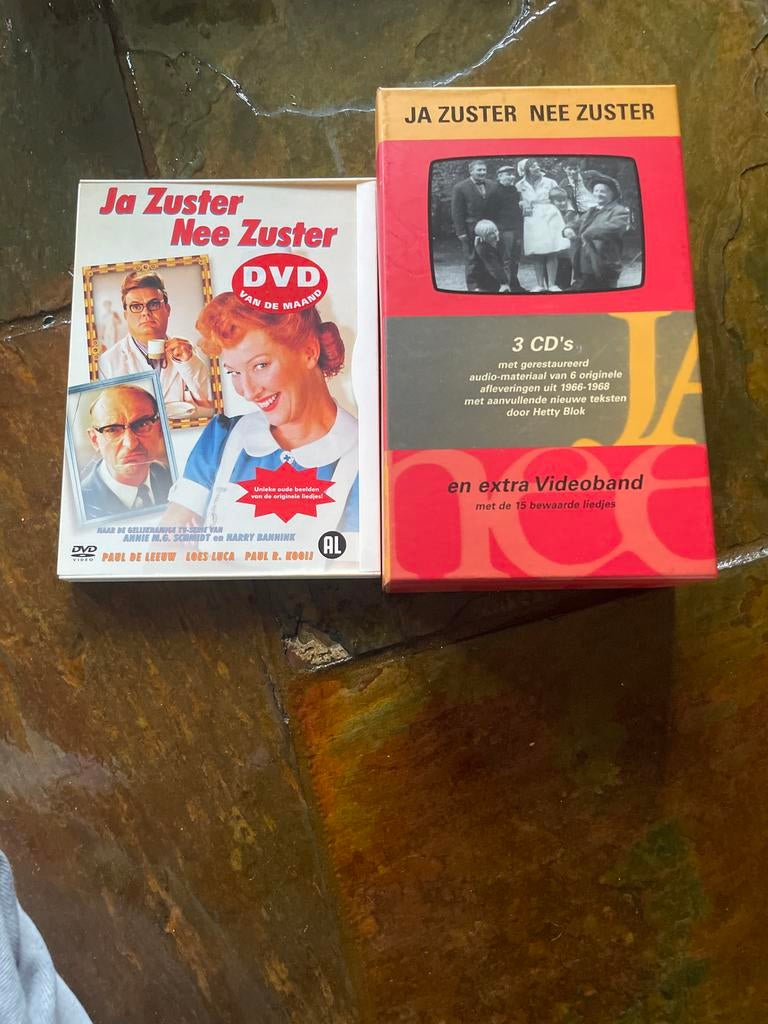 Ja Zuster
Nee Zuster
DVD
VAN DE MAAND
Unieke oude beelden
van de originele liedjes!
NAAR DE GELIJKNAMIGE TV-SERIE VAN
ANNIE M.G. SCHMIDT en HARRY BANNINK
DVD
VIDEO
PAUL DE LEEUW LOES LUCA PAUL R. KOOIJ
AL
JA ZUSTER NEE ZUSTER
3 CD's
met gerestaureerd
audio-materiaal van 6 originele
afleveringen uit 1966-1968
met aanvullende nieuwe teksten
door Hetty Blok
JA
nee
en extra Videoband
met de 15 bewaarde liedjes